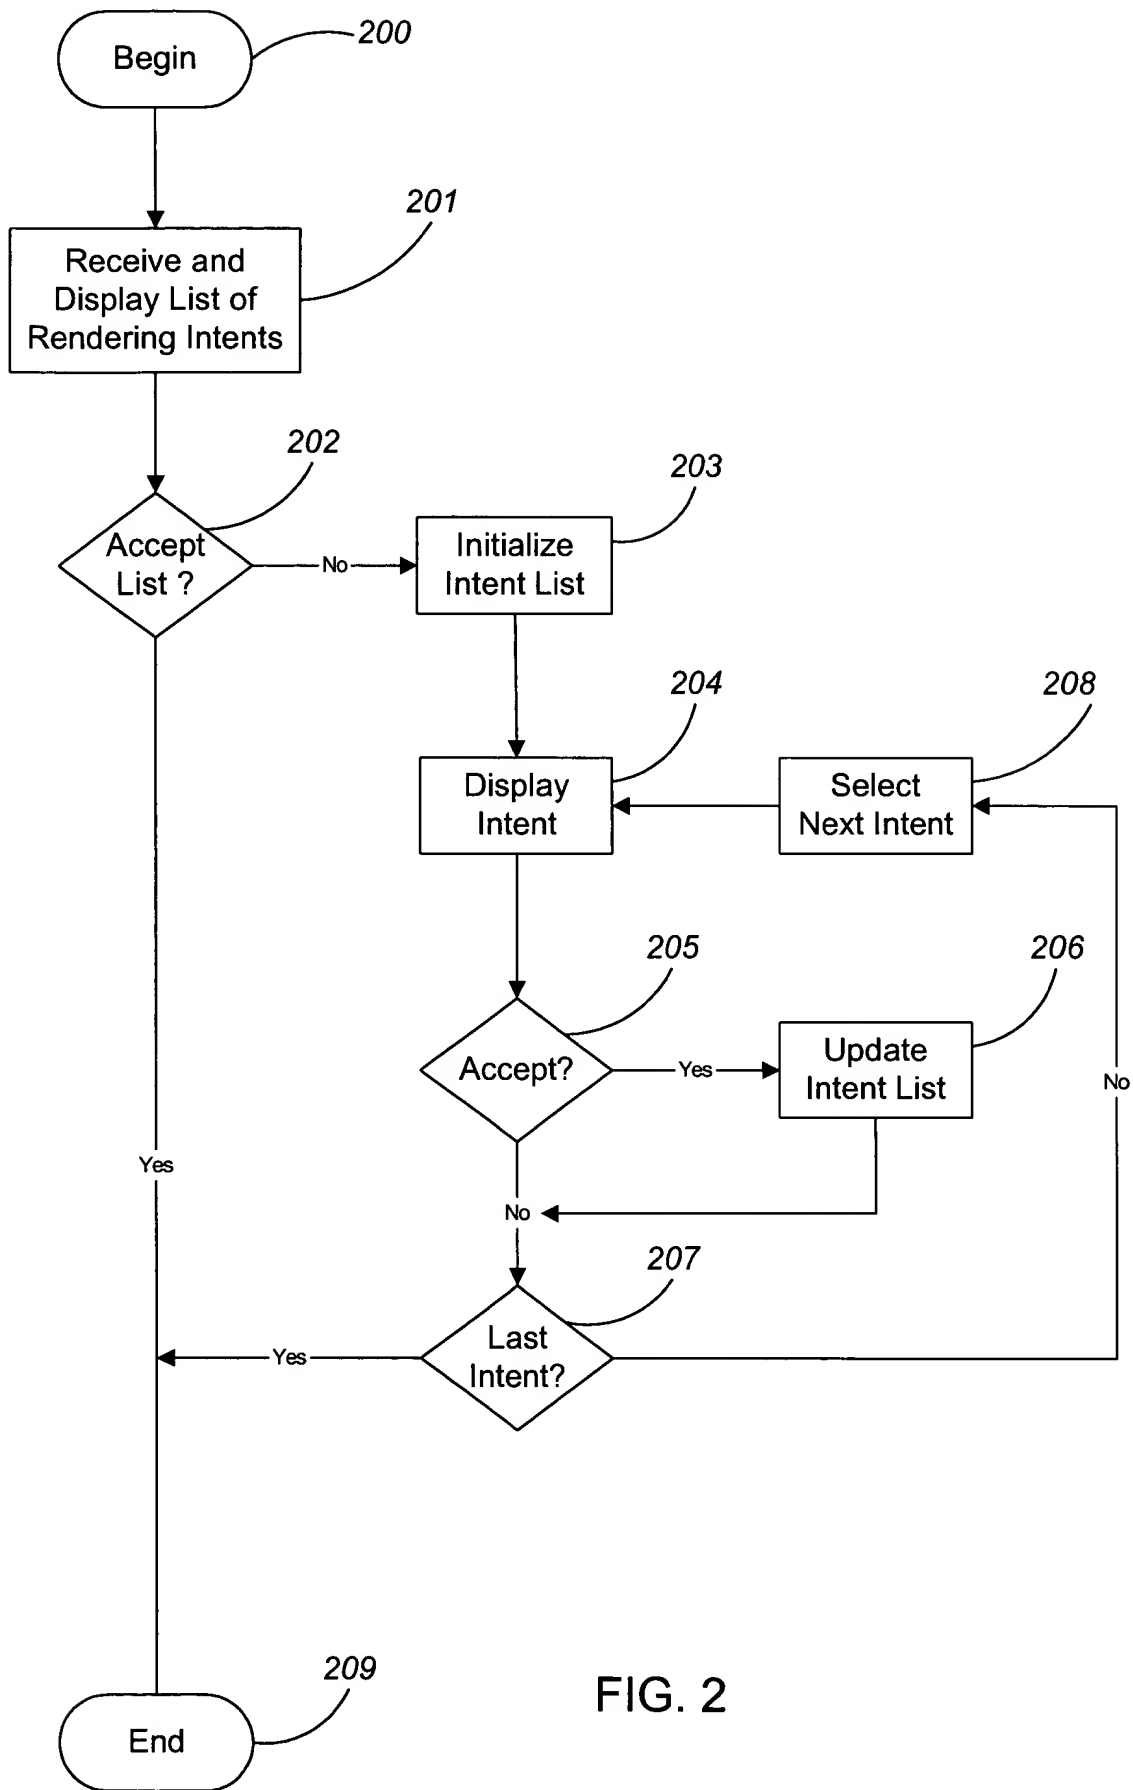 200
Begin
201
Receive and
Display List of
Rendering Intents
202
203
Accept
List ?
No
Initialize
Intent List
204
208
Display
Intent
Select
Next Intent
205
206
Accept?
Yes
Update
Intent List
No
Yes
No
207
Last
Intent?
Yes
209
End
FIG. 2